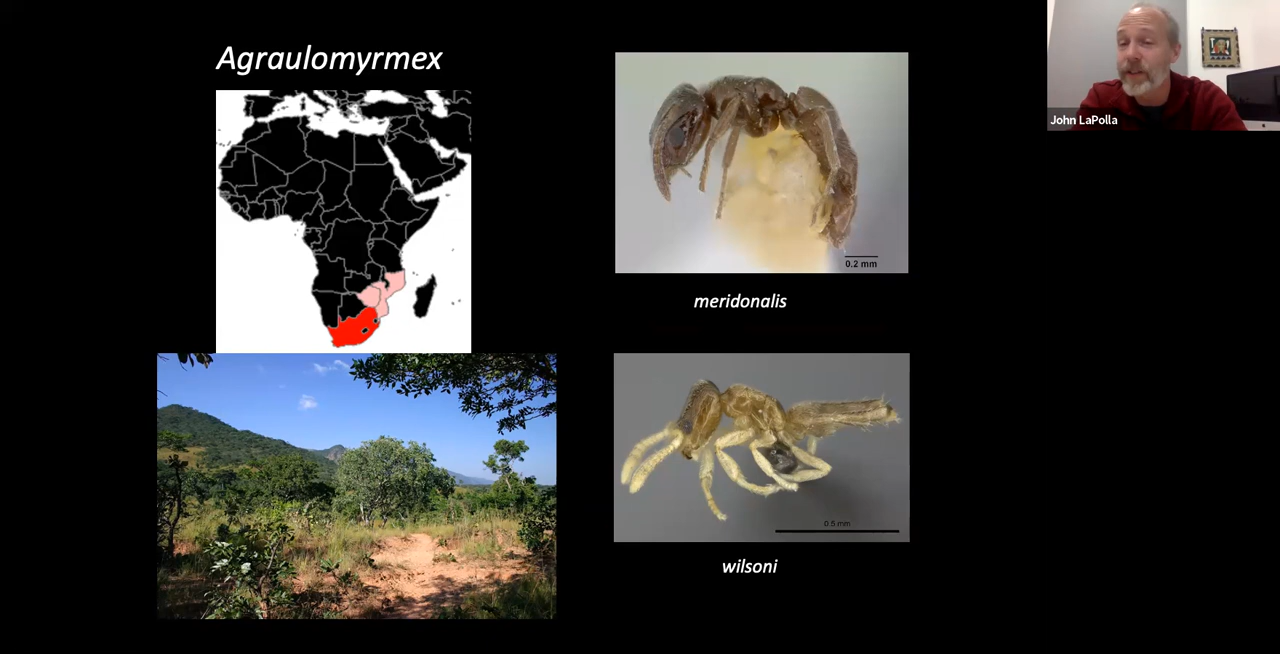 Agraulomyrmex
John LaPolla
0.2 mm
meridonalis
0.5 mm
wilsoni